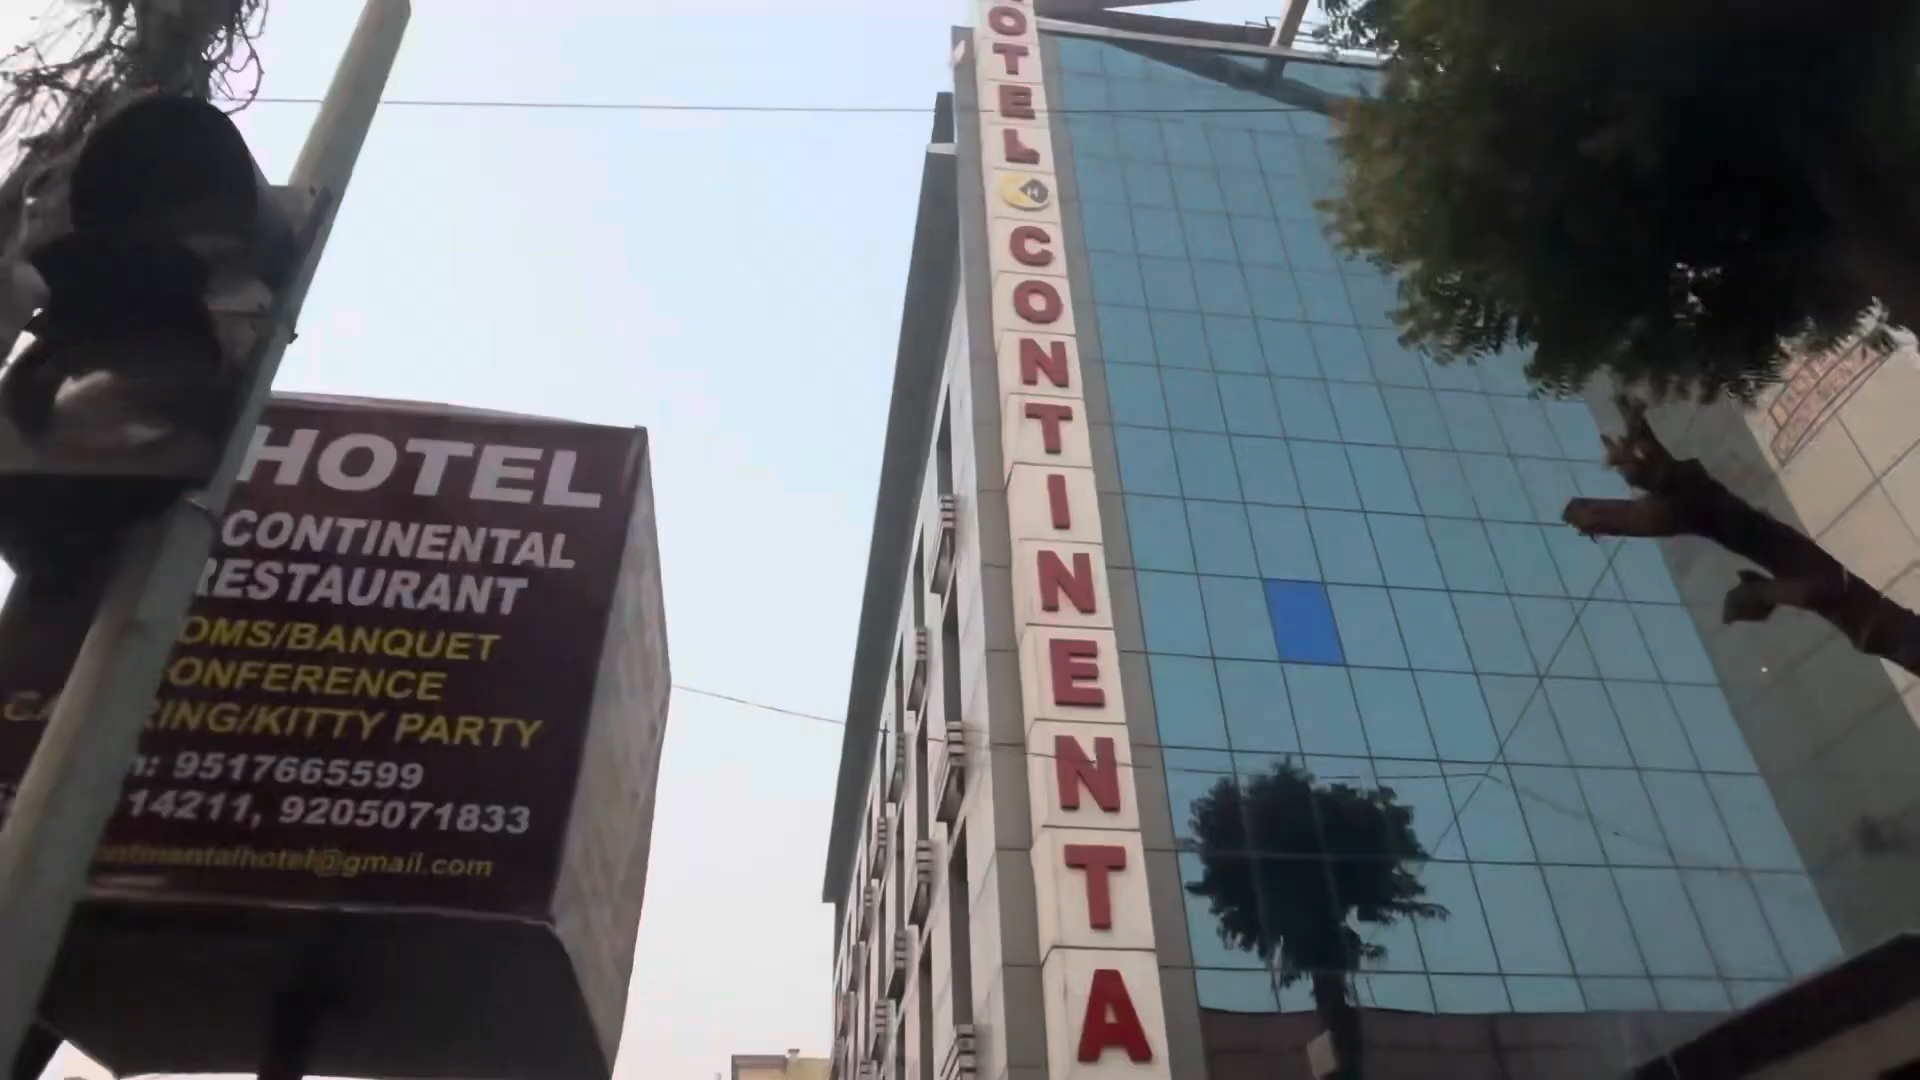 HOTEL
CONTINENTAL
RESTAURANT
OMS/BANQUET
ONFERENCE
RING/KITTY PARTY
: 9517665599
14211, 9205071833
ntinentalhotel@gmail.com
OTEL
H
CONTINENTA